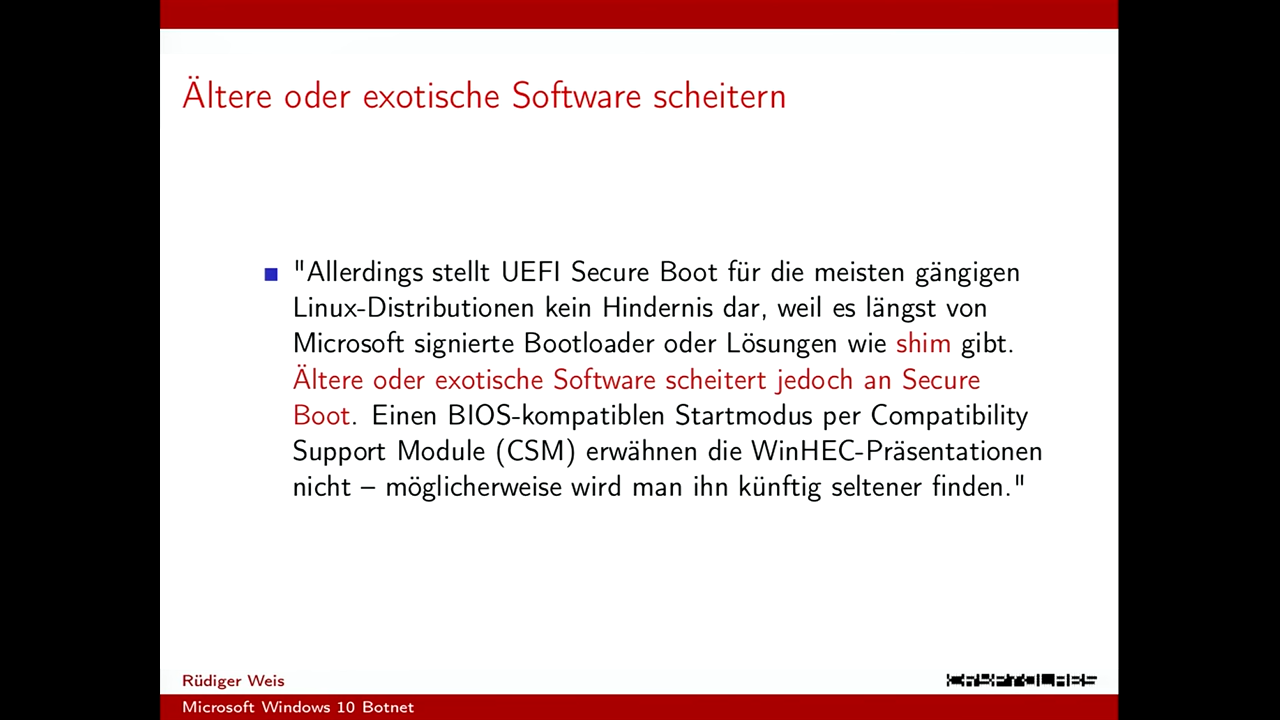 Ältere oder exotische Software scheitern
"Allerdings stellt UEFI Secure Boot für die meisten gängigen
Linux-Distributionen kein Hindernis dar, weil es längst von
Microsoft signierte Bootloader oder Lösungen wie shim gibt.
Ältere oder exotische Software scheitert jedoch an Secure
Boot. Einen BIOS-kompatiblen Startmodus per Compatibility
Support Module (CSM) erwähnen die WinHEC-Präsentationen
nicht – möglicherweise wird man ihn künftig seltener finden."
Rüdiger Weis
Microsoft Windows 10 Botnet